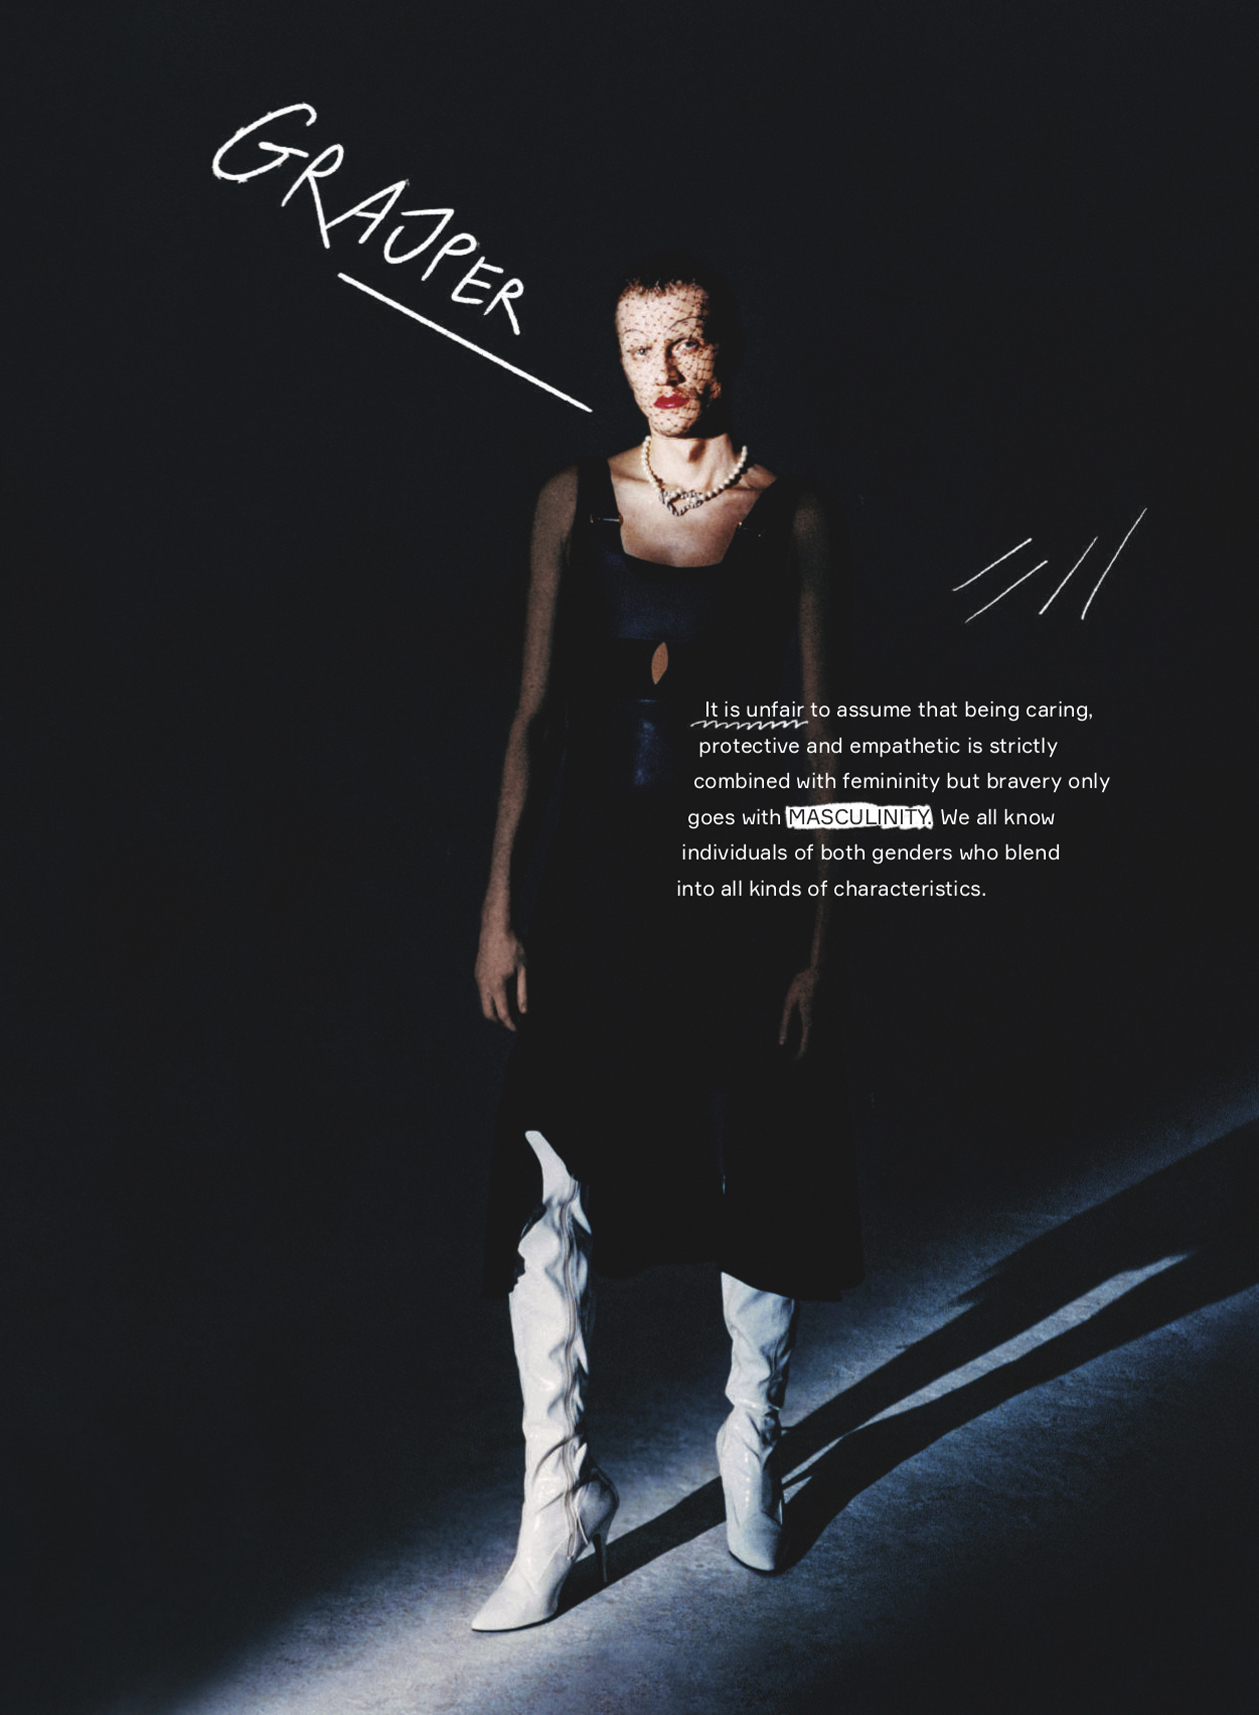 GRAJPER
It is unfair to assume that being caring,
protective and empathetic is strictly
combined with femininity but bravery only
goes with MASCULINITY. We all know
individuals of both genders who blend
into all kinds of characteristics.